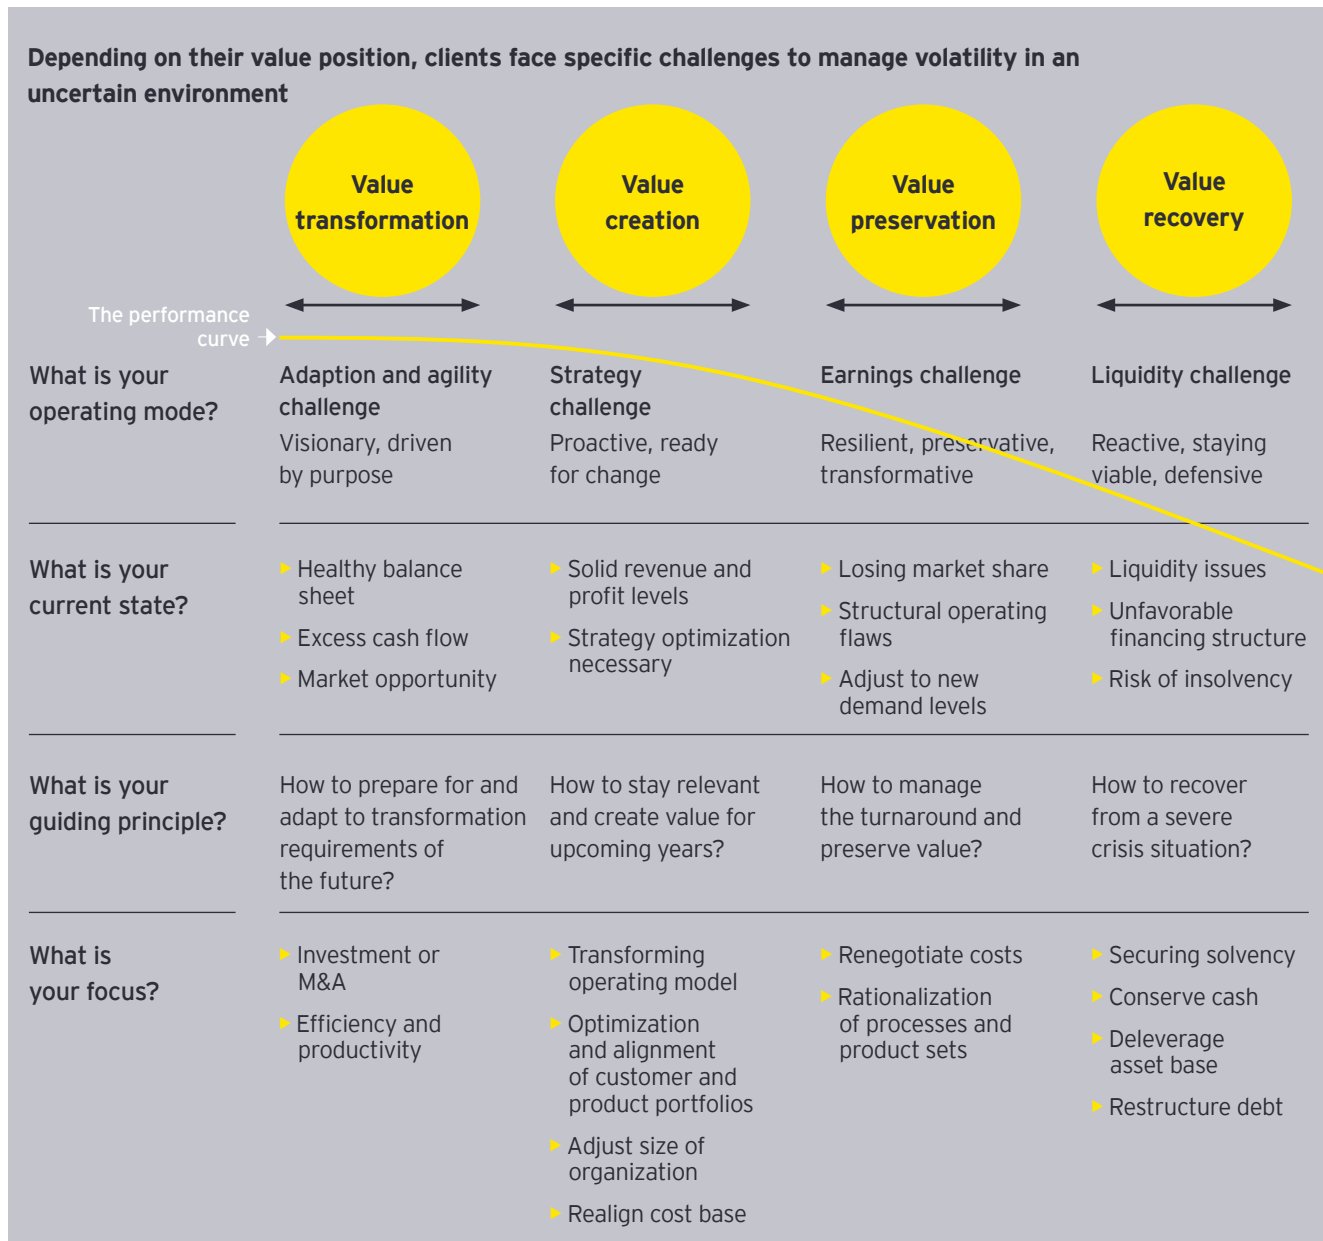 Depending on their value position, clients face specific challenges to manage volatility in an
uncertain environment
Value
transformation
Value
creation
Value
preservation
Value
recovery
The performance
curve
What is your
operating mode?
Adaption and agility
challenge
Visionary, driven
by purpose
Strategy
challenge
Proactive, ready
for change
Earnings challenge
Resilient, preservative,
transformative
Liquidity challenge
Reactive, staying
viable, defensive
What is your
current state?
Healthy balance
sheet
Excess cash flow
Market opportunity
Solid revenue and
profit levels
Strategy optimization
necessary
Losing market share
Structural operating
flaws
Adjust to new
demand levels
Liquidity issues
Unfavorable
financing structure
Risk of insolvency
What is your
guiding principle?
How to prepare for and
adapt to transformation
requirements of
the future?
How to stay relevant
and create value for
upcoming years?
How to manage
the turnaround and
preserve value?
How to recover
from a severe
crisis situation?
What is
your focus?
Investment or
M&A
Efficiency and
productivity
Transforming
operating model
Optimization
and alignment
of customer and
product portfolios
Adjust size of
organization
Realign cost base
Renegotiate costs
Rationalization
of processes and
product sets
Securing solvency
Conserve cash
Deleverage
asset base
Restructure debt